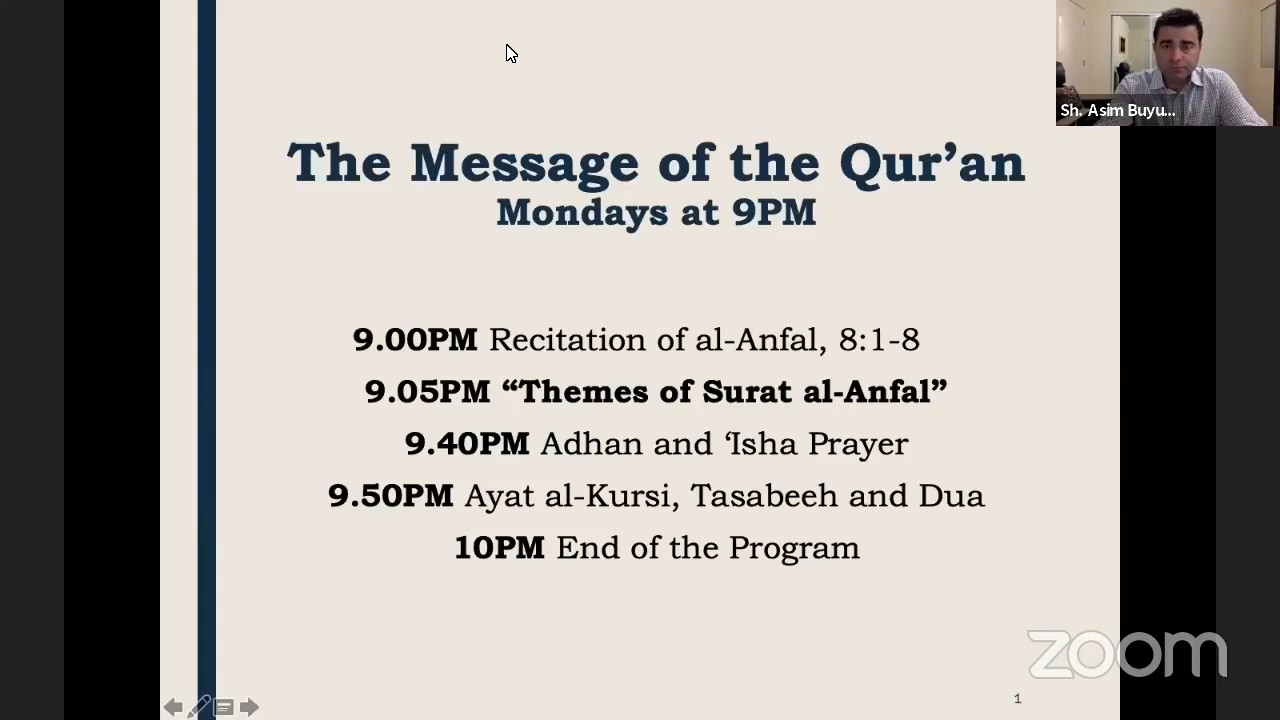 Sh. Asim Buyu...
The Message of the Qur’an
Mondays at 9PM
9.00PM Recitation of al-Anfal, 8:1-8
9.05PM “Themes of Surat al-Anfal”
9.40PM Adhan and ‘Isha Prayer
9.50PM Ayat al-Kursi, Tasabeeh and Dua
10PM End of the Program
zoom
1